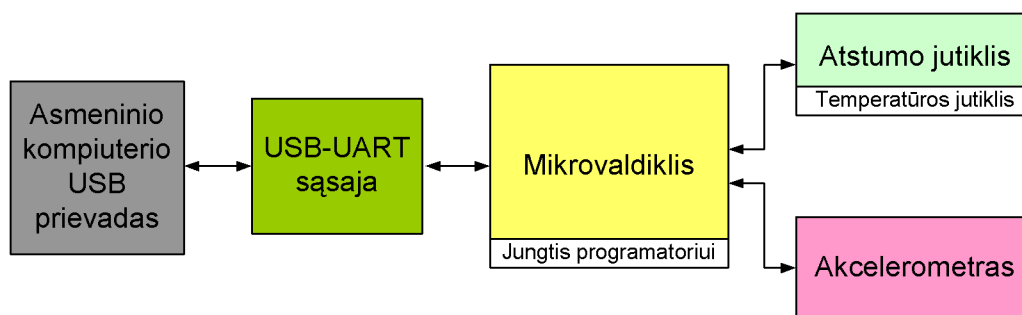 Asmeninio
kompiuterio
USB
prievadas
USB-UART
sąsaja
Mikrovaldiklis
Jungtis programatoriui
Atstumo jutiklis
Temperatūros jutiklis
Akcelerometras